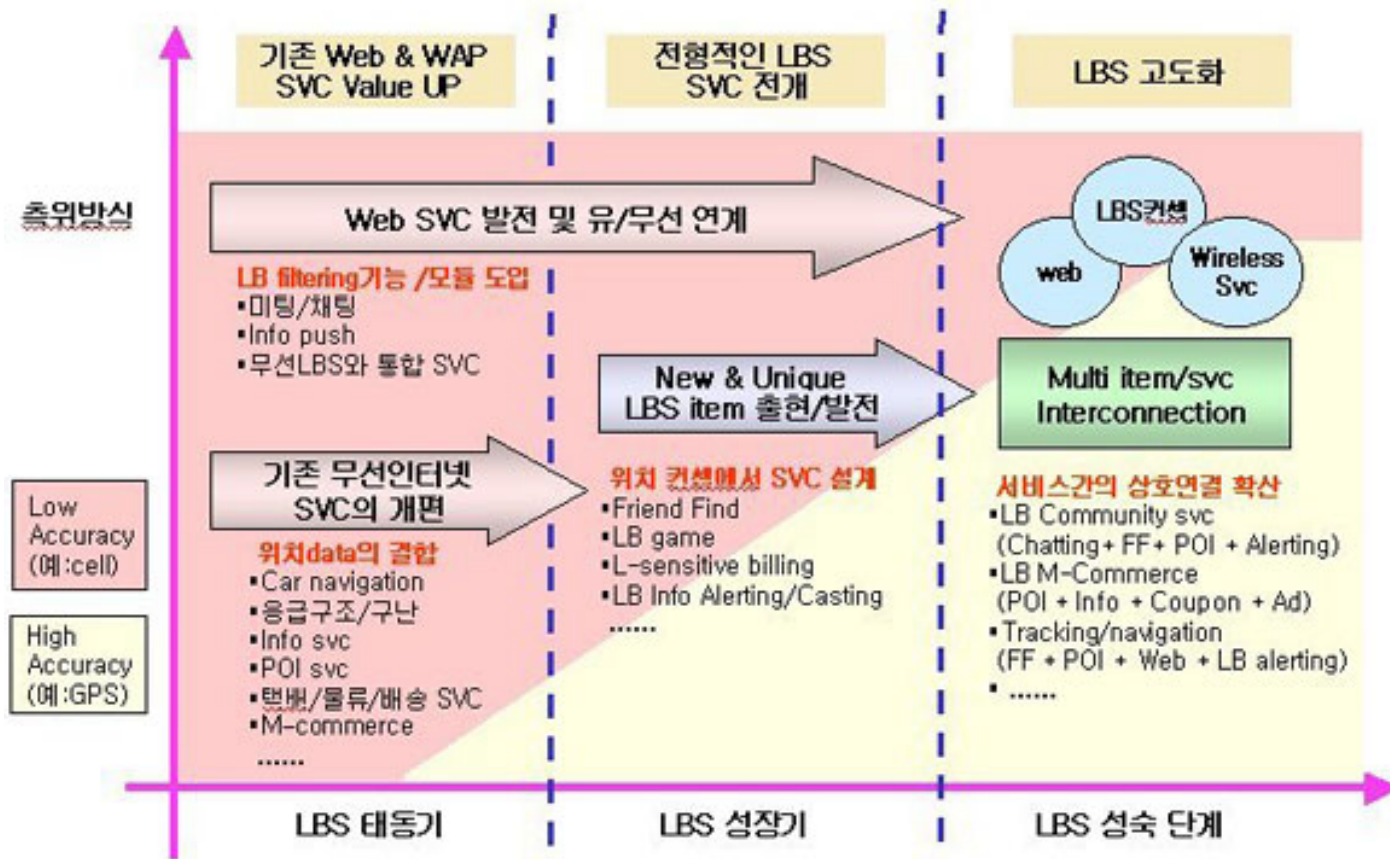 기존 Web & WAP
SVC Value UP
전형적인 LBS
SVC 전개
LBS 고도화
측위방식
Web SVC 발전 및 유/무선 연계
LB filtering기능 /모듈 도입
▪미팅/채팅
▪Info push
▪무선LBS와 통합 SVC
LBS컨셉
web
Wireless
Svc
New & Unique
LBS item 출현/발전
Multi item/svc
Interconnection
기존 무선인터넷
SVC의 개편
위치data의 결합
▪Car navigation
▪응급구조/구난
▪Info svc
▪POI svc
▪택배/물류/배송 SVC
▪M-commerce
......
위치 컨셉에서 SVC 설계
▪Friend Find
▪LB game
▪L-sensitive billing
▪LB Info Alerting/Casting
......
서비스간의 상호연결 확산
▪LB Community svc
(Chatting+ FF+ POI + Alerting)
▪LB M-Commerce
(POI + Info + Coupon + Ad)
▪Tracking/navigation
(FF + POI + Web + LB alerting)
▪ ......
Low
Accuracy
(예:cell)
High
Accuracy
(예:GPS)
LBS 태동기
LBS 성장기
LBS 성숙 단계